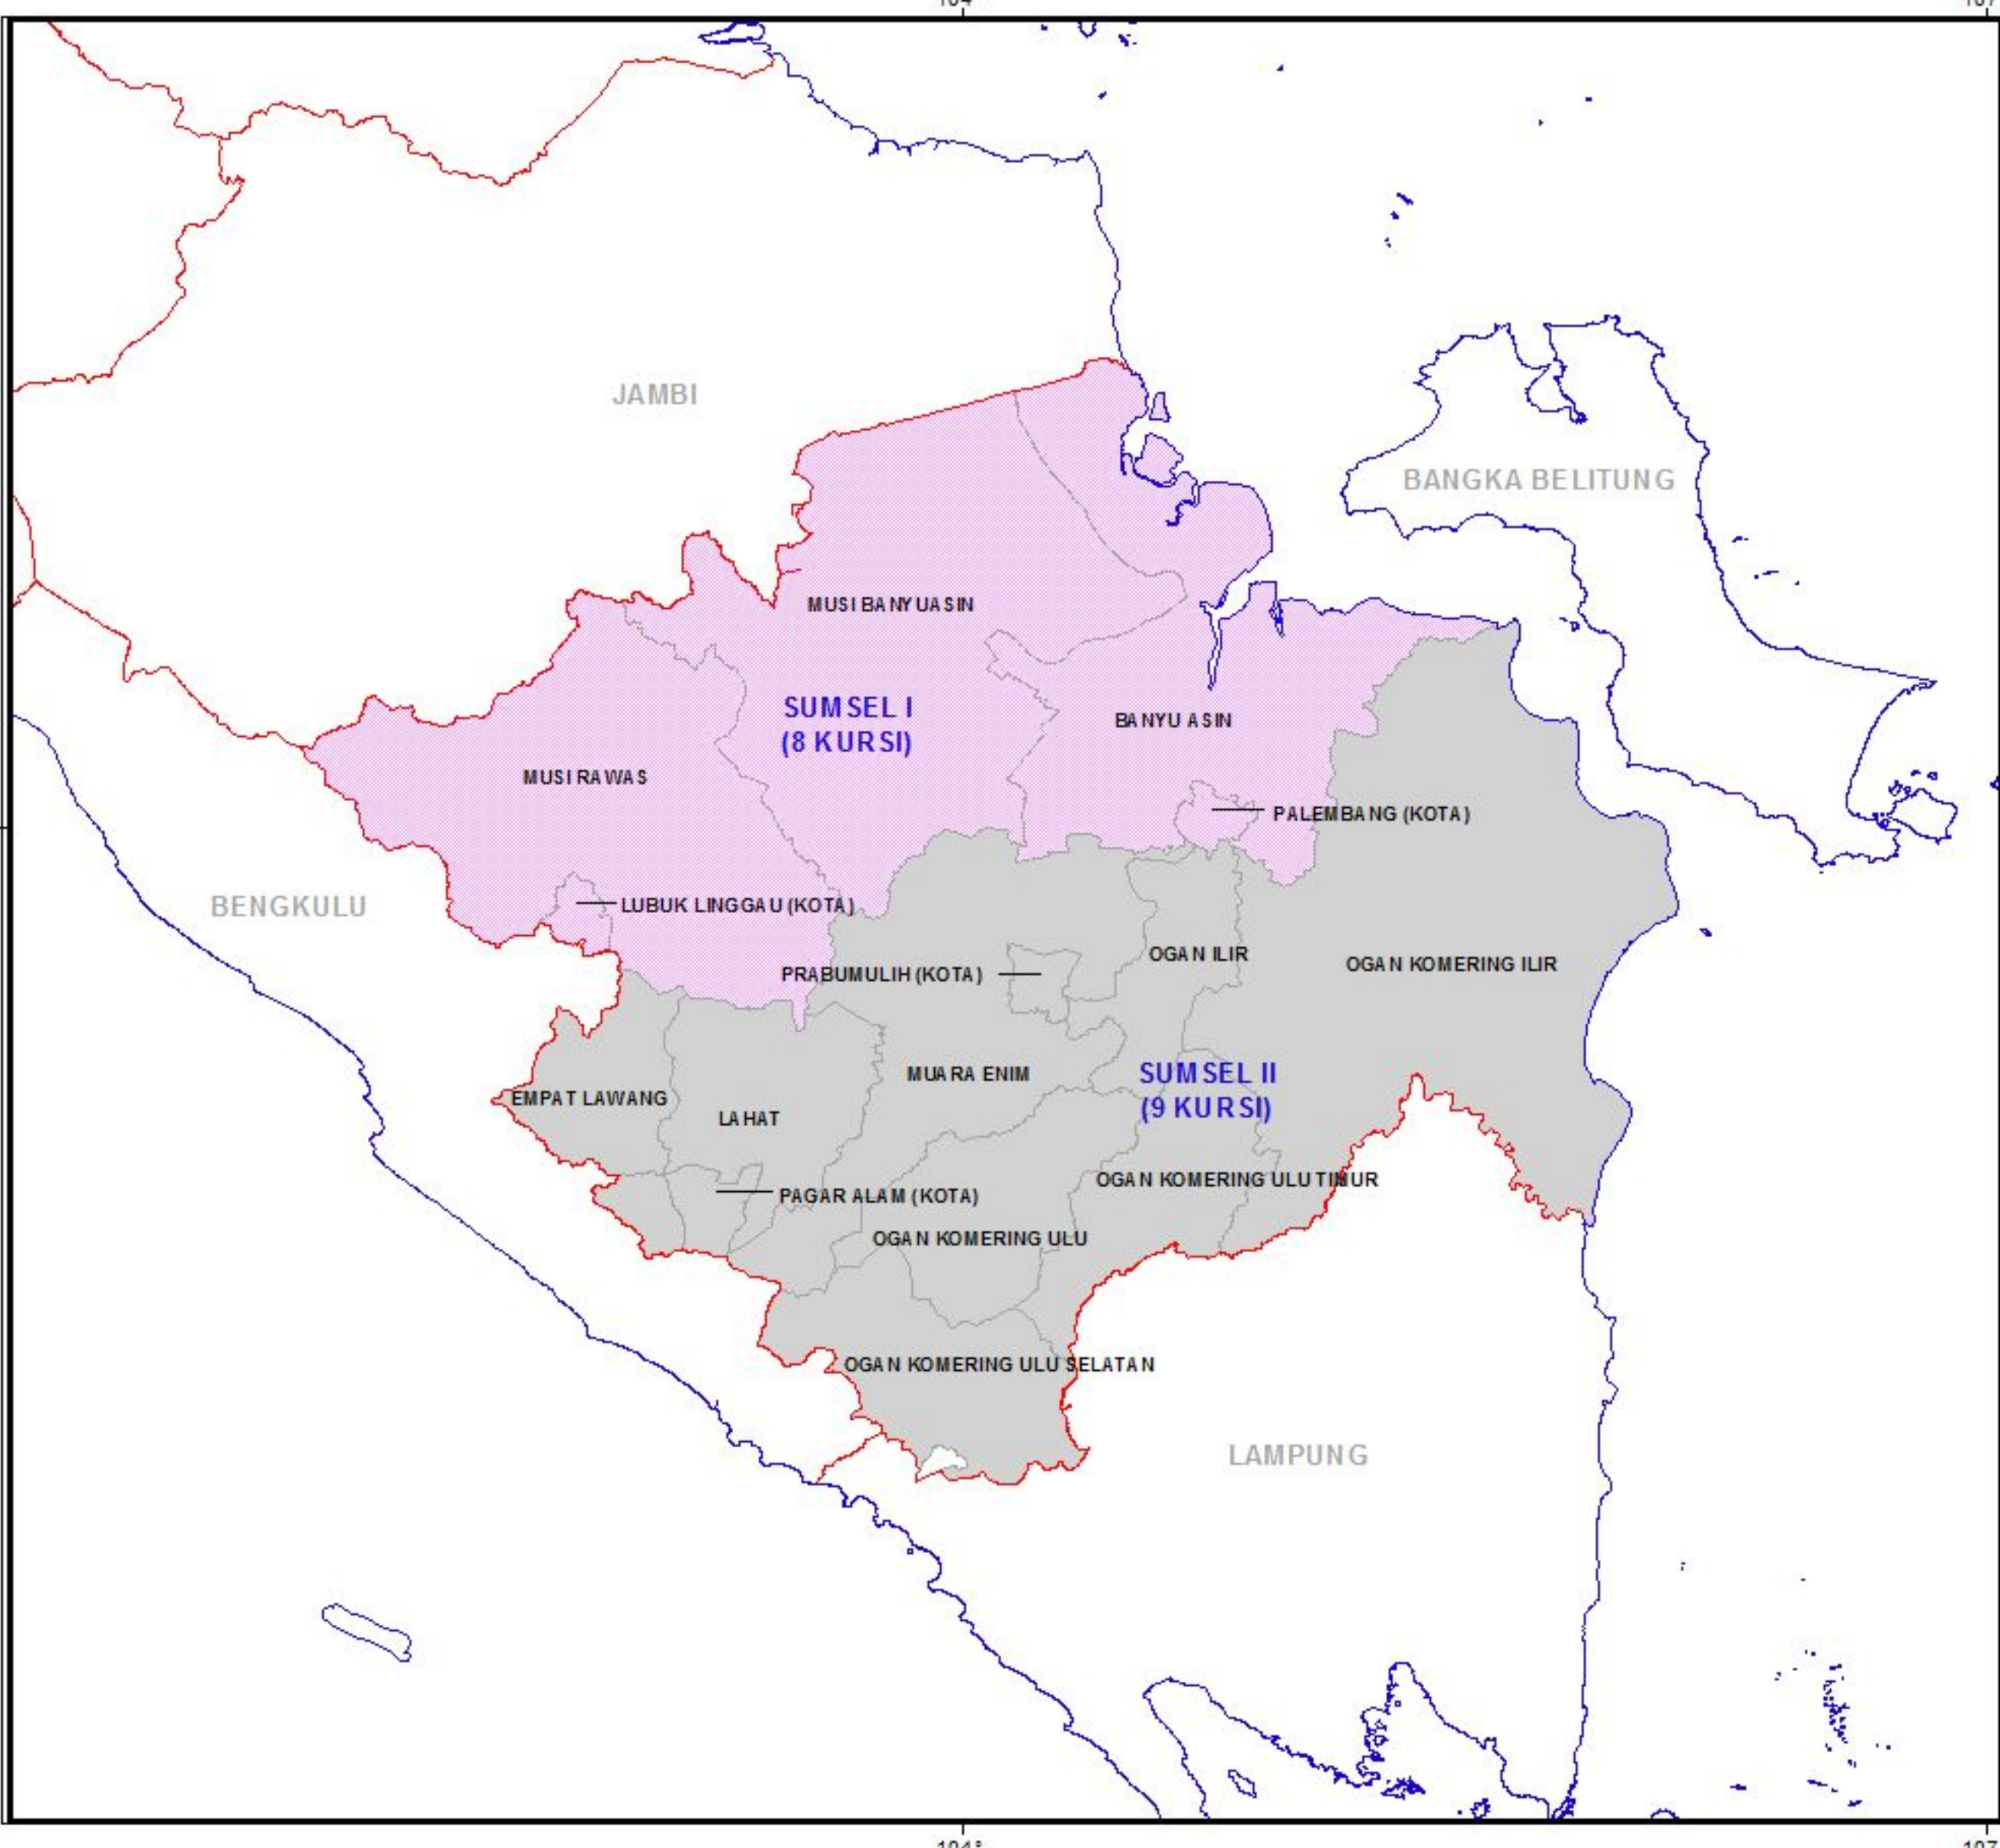 JAMBI
BANGKA BELITUNG
MUSI BANYUASIN
SUMSEL I
(8 KURSI)
BANYU ASIN
MUSI RAWAS
PALEMBANG (KOTA)
LUBUK LINGGAU (KOTA)
BENGKULU
OGAN ILIR
OGAN KOMERING ILIR
PRABUMULIH (KOTA)
MUARA ENIM
SUMSEL II
(9 KURSI)
EMPAT LAWANG
LAHAT
OGAN KOMERING ULU TIMUR
PAGAR ALAM (KOTA)
OGAN KOMERING ULU
OGAN KOMERING ULU SELATAN
LAMPUNG